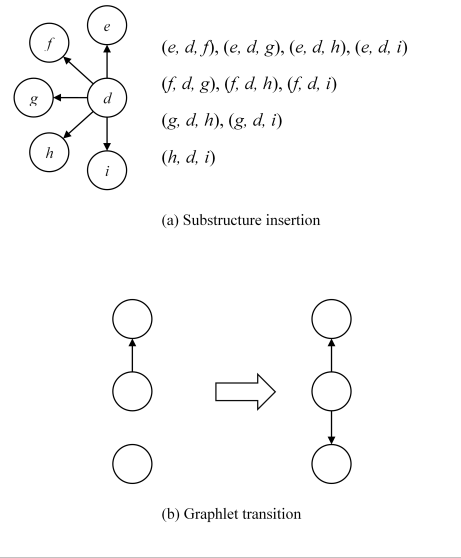 e
f
(e, d, f), (e, d, g), (e, d, h), (e, d, i)
(f, d, g), (f, d, h), (f, d, i)
g
d
(g, d, h), (g, d, i)
h
(h, d, i)
i
(a) Substructure insertion
(b) Graphlet transition